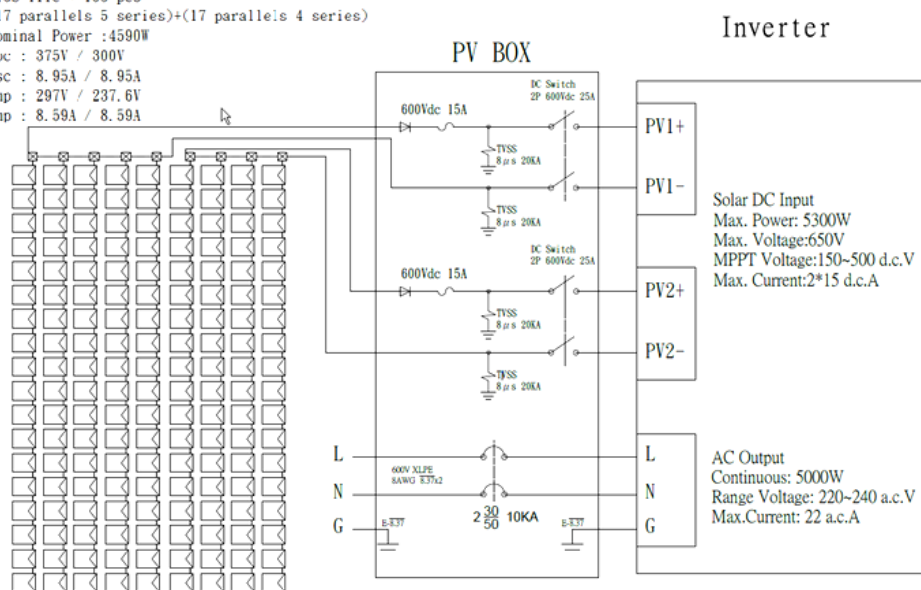 17 parallels 5 series)+(17 parallels 4 series)
ominal Power :4590W
oc : 375V / 300V
sc : 8.95A / 8.95A
mp : 297V / 237.6V
mp : 8.59A / 8.59A
Inverter
PV BOX
DC Switch
2P 600Vdc 25A
600Vdc 15A
PV1+
TVSS
8μs 20KA
PV1-
TVSS
8μs 20KA
Solar DC Input
Max. Power: 5300W
Max. Voltage:650V
MPPT Voltage:150~500 d.c.V
Max. Current:2*15 d.c.A
DC Switch
2P 600Vdc 25A
600Vdc 15A
PV2+
TVSS
8μs 20KA
PV2-
TVSS
8μs 20KA
L
L
600V XLPE
8AWG 8.37x2
N
N
2 30/50 10KA
G
E-8.37
E-8.37
G
AC Output
Continuous: 5000W
Range Voltage: 220~240 a.c.V
Max.Current: 22 a.c.A